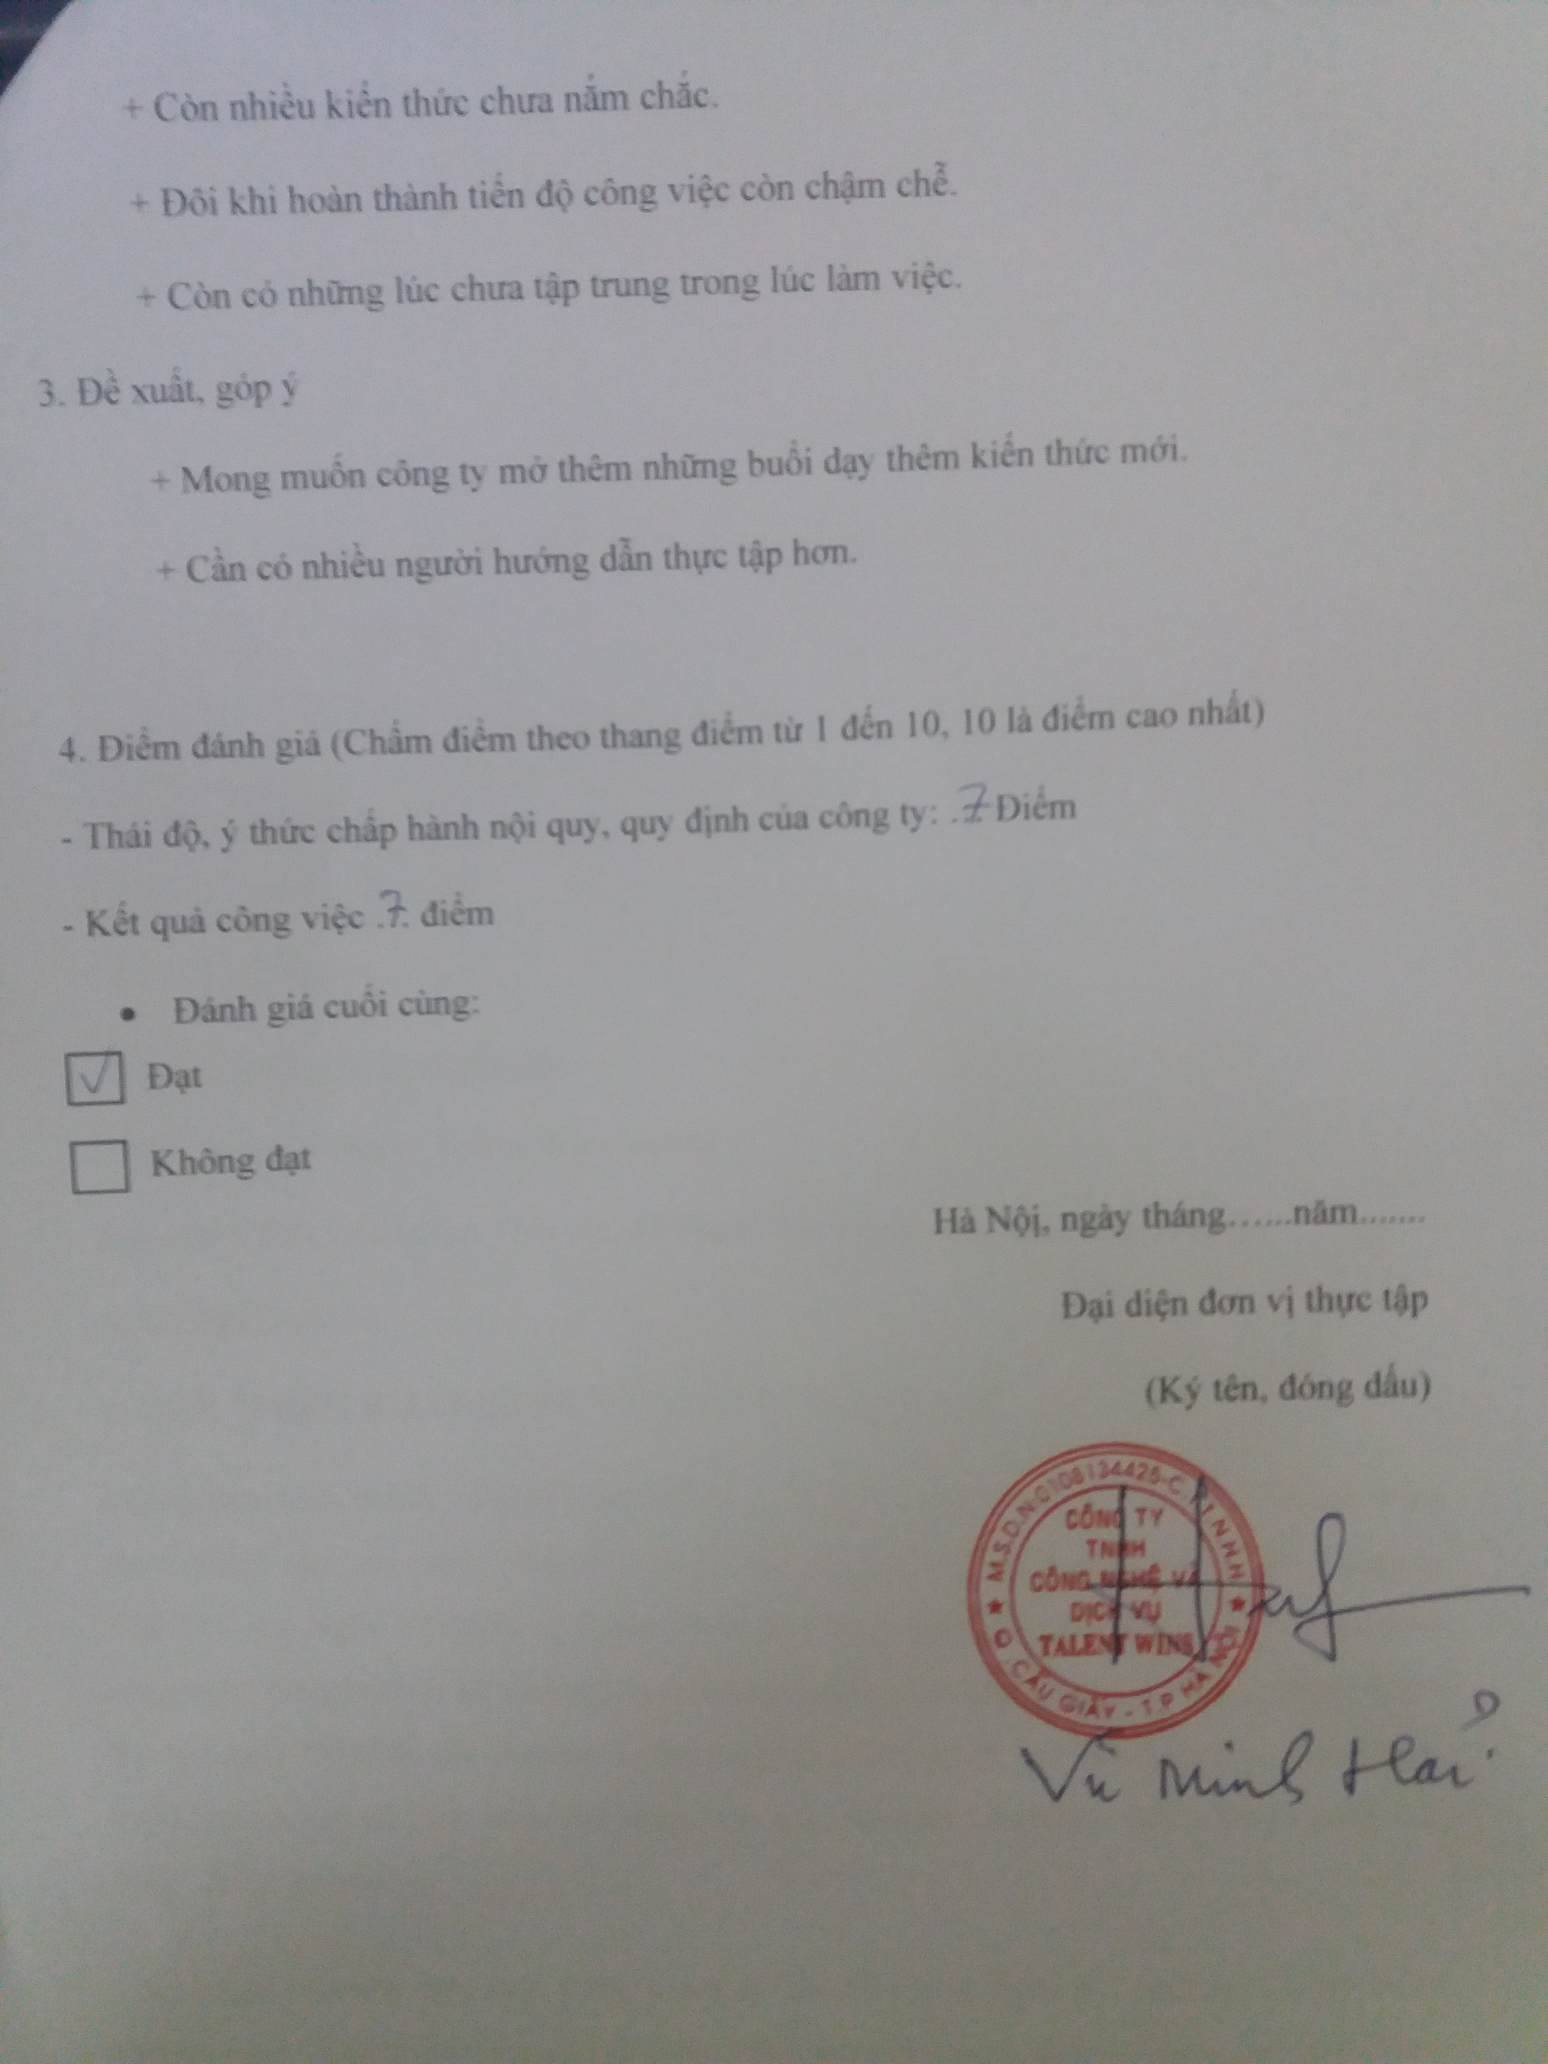 + Còn nhiều kiến thức chưa nắm chắc.
+ Đôi khi hoàn thành tiến độ công việc còn chậm chễ.
+ Còn có những lúc chưa tập trung trong lúc làm việc.
3. Đề xuất, góp ý
+ Mong muốn công ty mở thêm những buổi dạy thêm kiến thức mới.
+ Cần có nhiều người hướng dẫn thực tập hơn.
4. Điểm đánh giá (Chấm điểm theo thang điểm từ 1 đến 10, 10 là điểm cao nhất)
- Thái độ, ý thức chấp hành nội quy, quy định của công ty: .7 Điểm
- Kết quả công việc .7. điểm
• Đánh giá cuối cùng:
√ Đạt
Không đạt
Hà Nội, ngày tháng.......năm.......
Đại diện đơn vị thực tập
(Ký tên, đóng dấu)
M.S.D.N:0108134425-C.T.T.N.H.H
CÔNG TY
TNHH
CÔNG NGHỆ VÀ
DỊCH VỤ
TALENT WINS
Q. CẦU GIẤY - T.P HÀ NỘI
Vũ Minh Hải